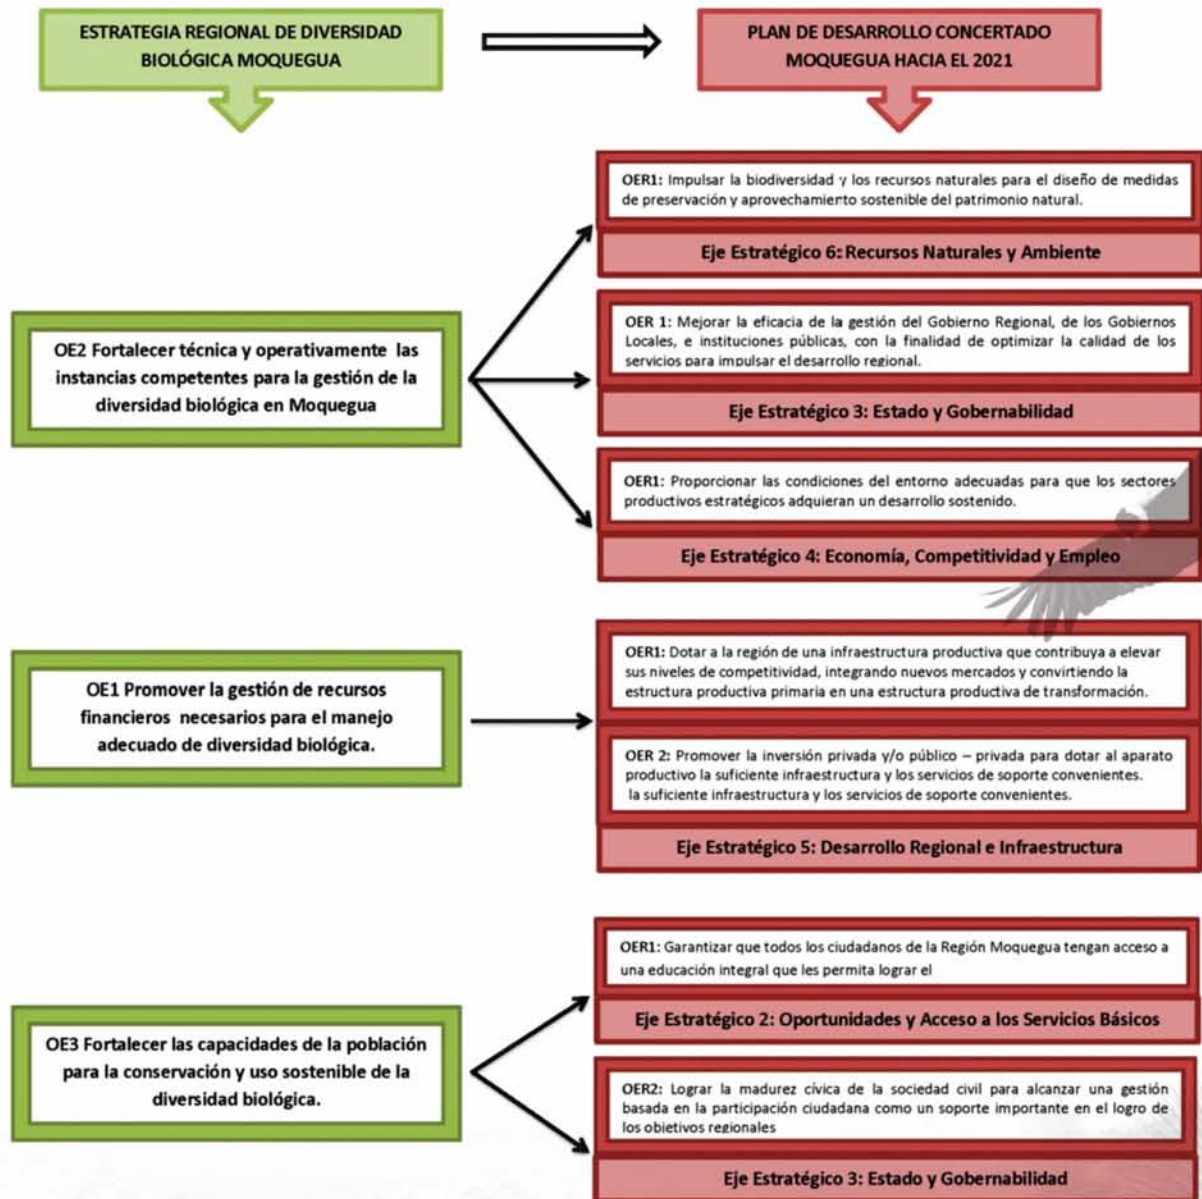 ESTRATEGIA REGIONAL DE DIVERSIDAD
BIOLÓGICA MOQUEGUA
PLAN DE DESARROLLO CONCERTADO
MOQUEGUA HACIA EL 2021
OE2 Fortalecer técnica y operativamente las
instancias competentes para la gestión de la
diversidad biológica en Moquegua
OER1: Impulsar la biodiversidad y los recursos naturales para el diseño de medidas
de preservación y aprovechamiento sostenible del patrimonio natural.
Eje Estratégico 6: Recursos Naturales y Ambiente
OER 1: Mejorar la eficacia de la gestión del Gobierno Regional, de los Gobiernos
Locales, e instituciones públicas, con la finalidad de optimizar la calidad de los
servicios para impulsar el desarrollo regional.
Eje Estratégico 3: Estado y Gobernabilidad
OER1: Proporcionar las condiciones del entorno adecuadas para que los sectores
productivos estratégicos adquieran un desarrollo sostenido.
Eje Estratégico 4: Economía, Competitividad y Empleo
OE1 Promover la gestión de recursos
financieros necesarios para el manejo
adecuado de diversidad biológica.
OER1: Dotar a la región de una infraestructura productiva que contribuya a elevar
sus niveles de competitividad, integrando nuevos mercados y convirtiendo la
estructura productiva primaria en una estructura productiva de transformación.
OER 2: Promover la inversión privada y/o público – privada para dotar al aparato
productivo la suficiente infraestructura y los servicios de soporte convenientes.
la suficiente infraestructura y los servicios de soporte convenientes.
Eje Estratégico 5: Desarrollo Regional e Infraestructura
OE3 Fortalecer las capacidades de la población
para la conservación y uso sostenible de la
diversidad biológica.
OER1: Garantizar que todos los ciudadanos de la Región Moquegua tengan acceso a
una educación integral que les permita lograr el
Eje Estratégico 2: Oportunidades y Acceso a los Servicios Básicos
OER2: Lograr la madurez cívica de la sociedad civil para alcanzar una gestión
basada en la participación ciudadana como un soporte importante en el logro de
los objetivos regionales
Eje Estratégico 3: Estado y Gobernabilidad